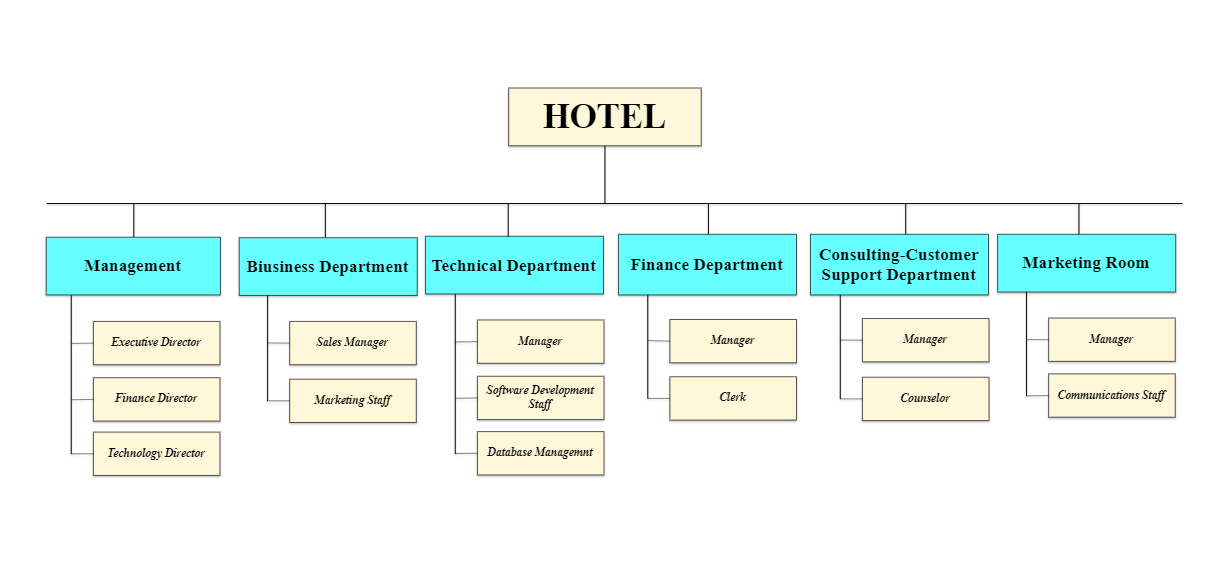 HOTEL
Management
Biusiness Department
Technical Department
Finance Department
Consulting-Customer
Support Department
Marketing Room
Executive Director
Finance Director
Technology Director
Sales Manager
Marketing Staff
Manager
Software Development
Staff
Database Managemnt
Manager
Clerk
Manager
Counselor
Manager
Communications Staff